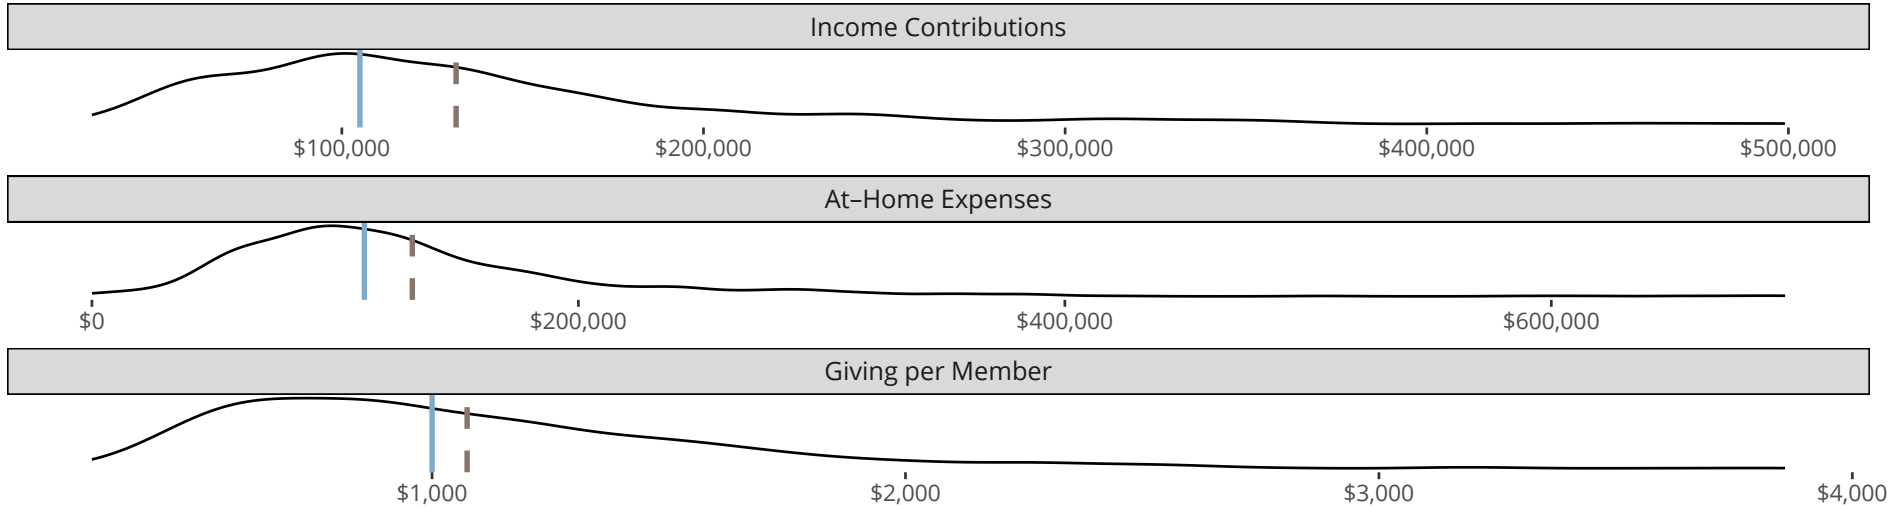 Income Contributions
$100,000 $200,000 $300,000 $400,000 $500,000
At–Home Expenses
$0 $200,000 $400,000 $600,000
Giving per Member
$1,000 $2,000 $3,000 $4,000